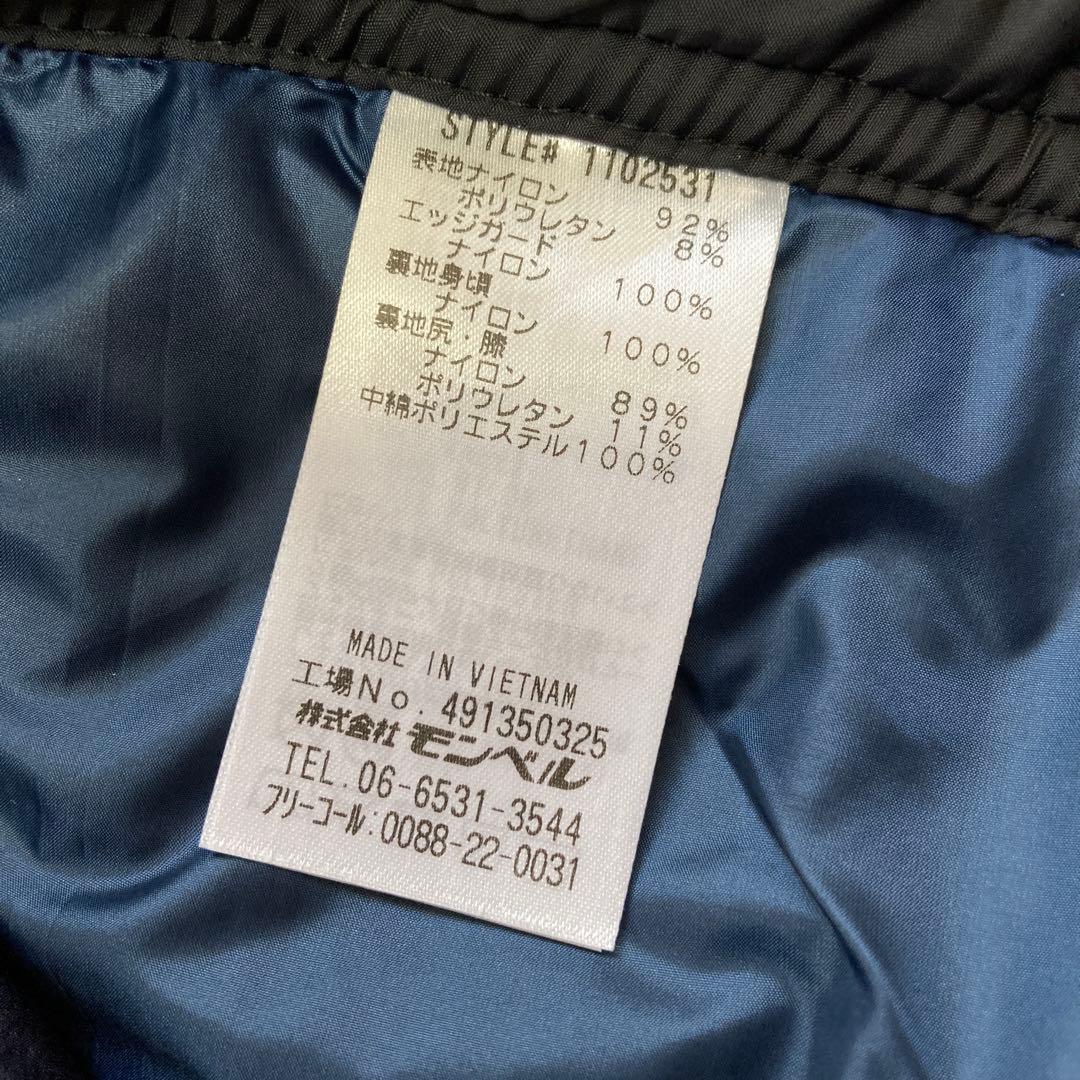 STYLE# 1102531
表地ナイロン 92%
ポリウレタン 8%
エッジガード
ナイロン 100%
裏地身頃
ナイロン 100%
裏地尻・膝
ナイロン 89%
ポリウレタン 11%
中綿ポリエステル100%
MADE IN VIETNAM
工場No. 491350325
株式会社 モンベル
TEL.06-6531-3544
フリーコール:0088-22-0031